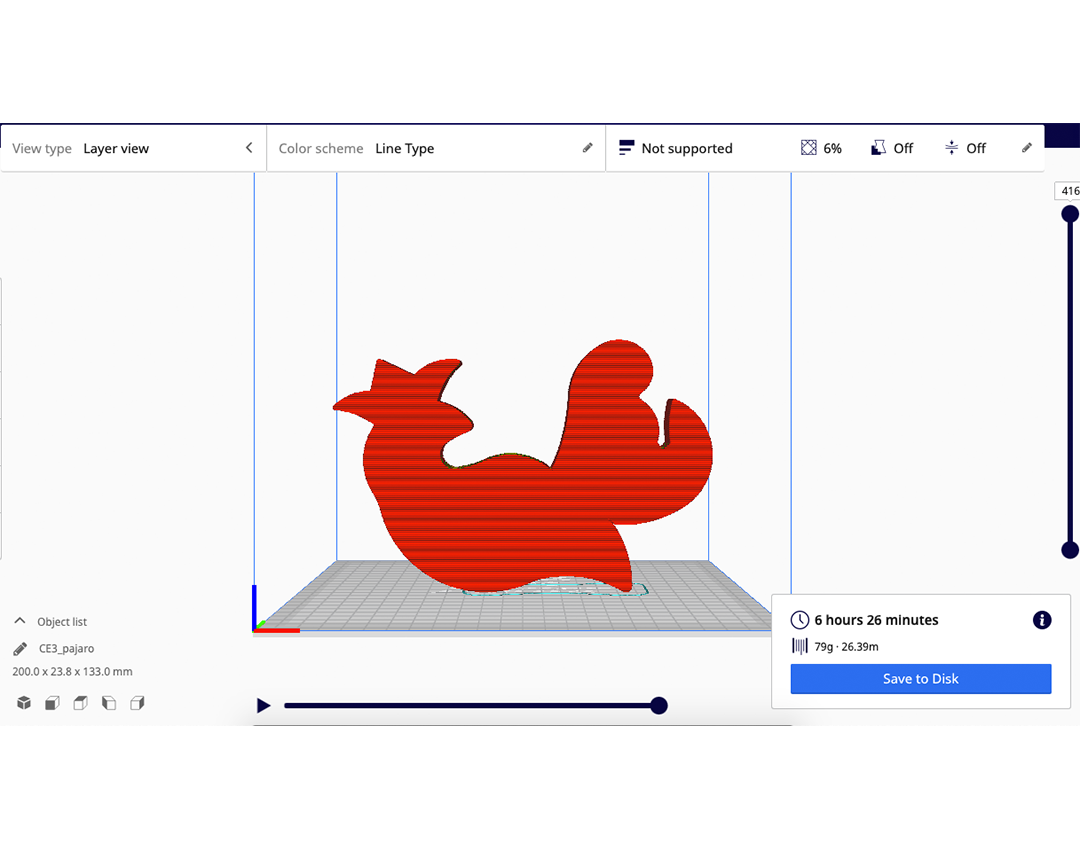 View type Layer view
Color scheme Line Type
Not supported 6% Off Off
416
6 hours 26 minutes
79g · 26.39m
Save to Disk
Object list
CE3_pajaro
200.0 x 23.8 x 133.0 mm